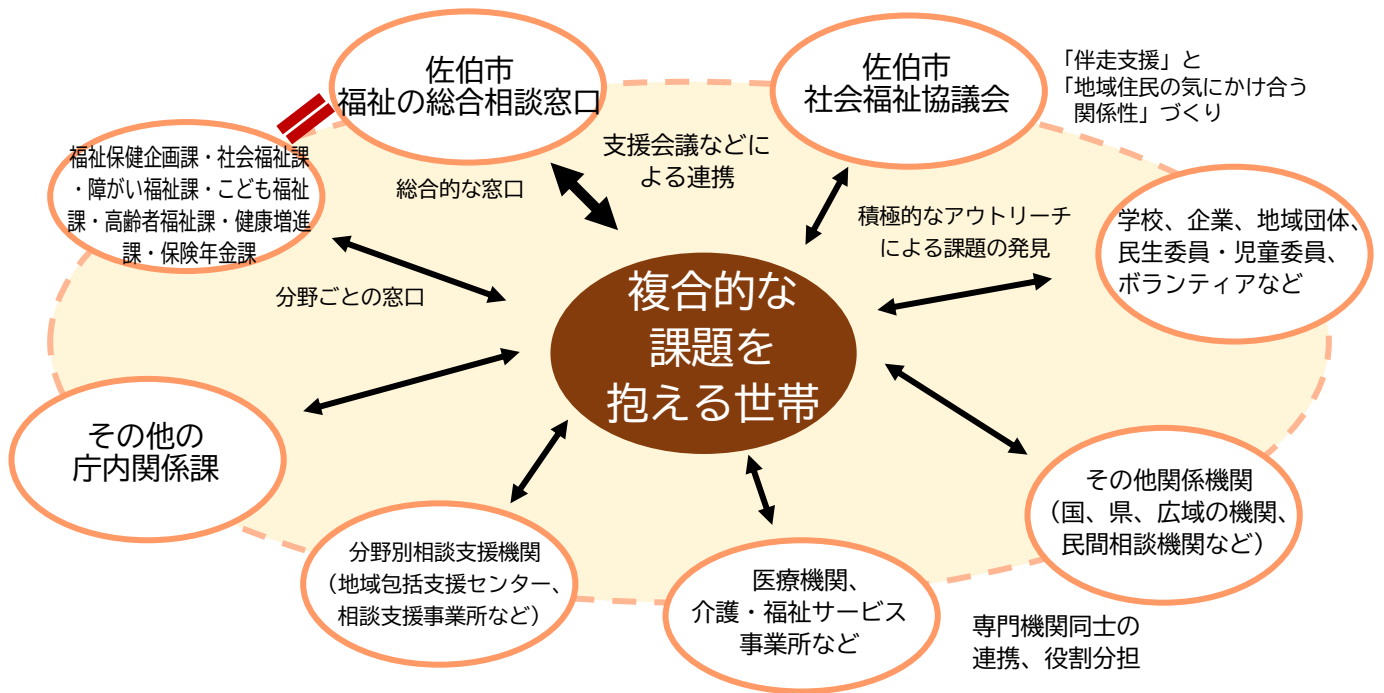 佐伯市
福祉の総合相談窓口
佐伯市
社会福祉協議会
「伴走支援」と
「地域住民の気にかけ合う
関係性」づくり
福祉保健企画課・社会福祉課
・障がい福祉課・こども福祉
課・高齢者福祉課・健康増進
課・保険年金課
総合的な窓口
支援会議などに
よる連携
積極的なアウトリーチ
による課題の発見
学校、企業、地域団体、
民生委員・児童委員、
ボランティアなど
分野ごとの窓口
複合的な
課題を
抱える世帯
その他の
庁内関係課
その他関係機関
（国、県、広域の機関、
民間相談機関など）
分野別相談支援機関
（地域包括支援センター、
相談支援事業所など）
医療機関、
介護・福祉サービス
事業所など
専門機関同士の
連携、役割分担